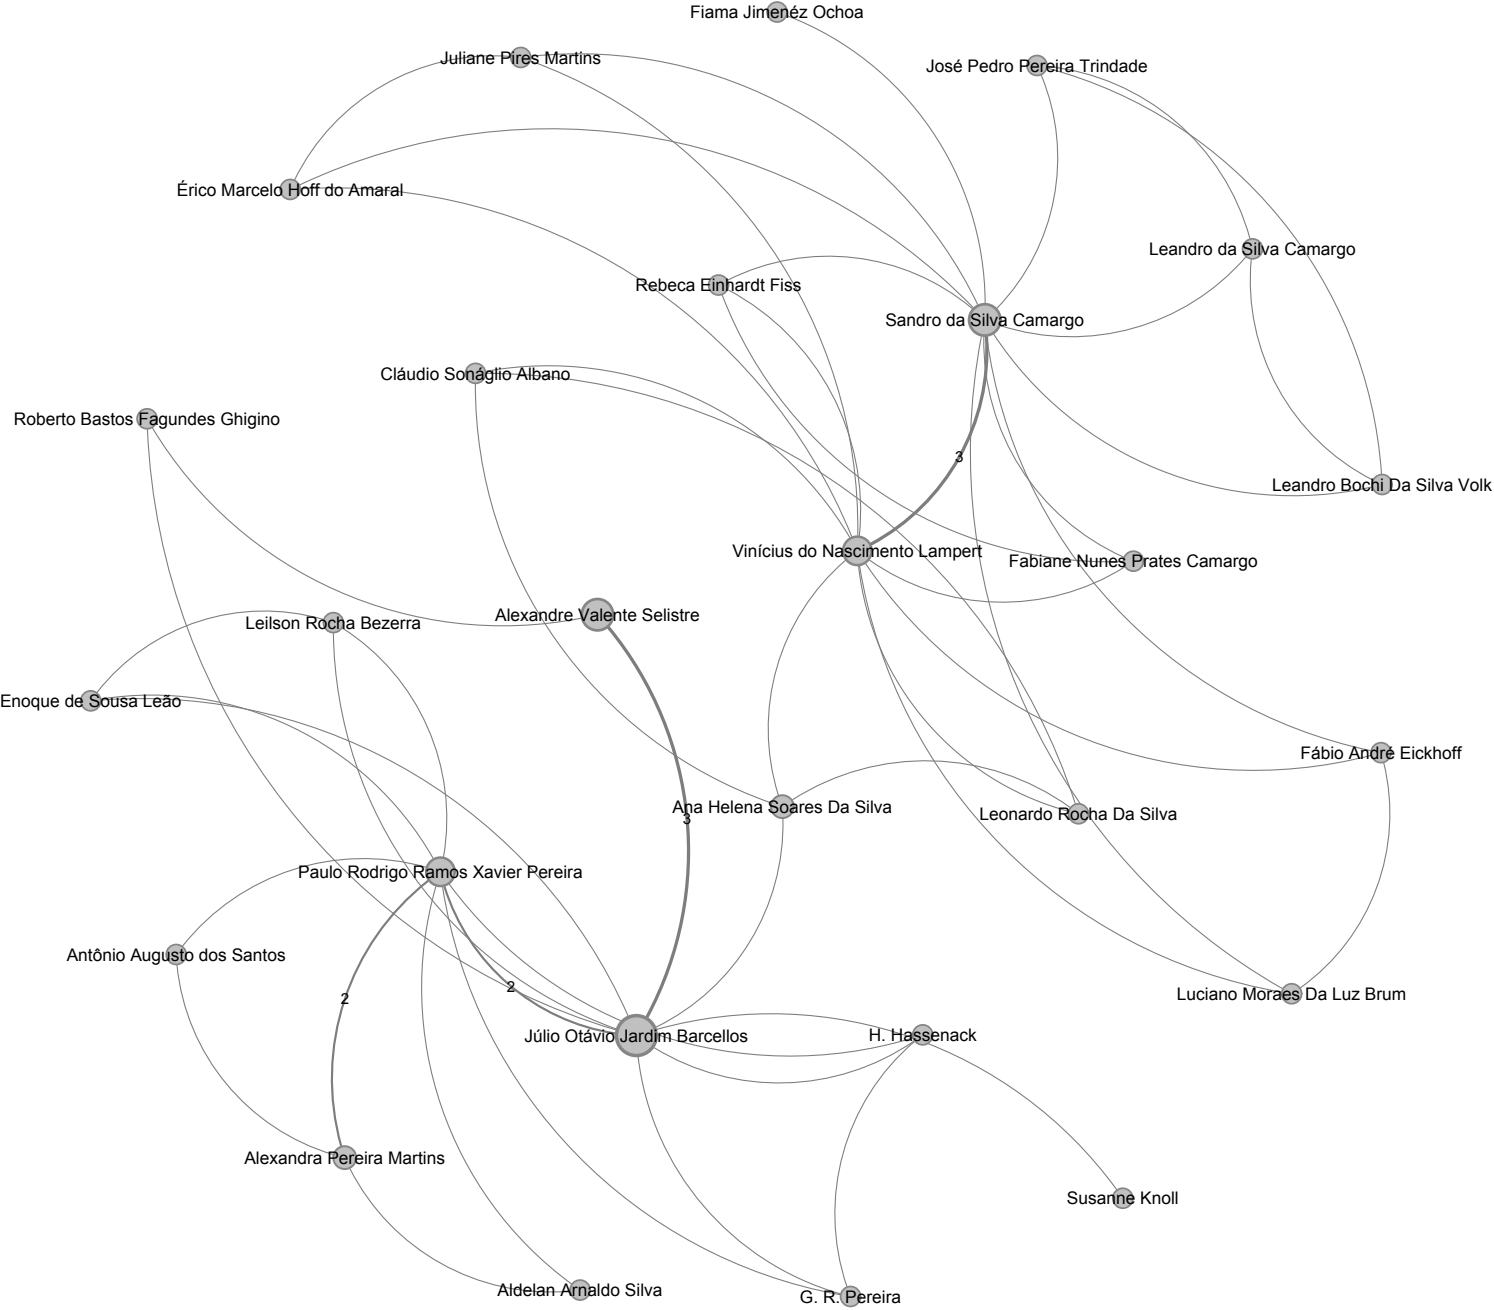 Fiama Jimenéz Ochoa
Juliane Pires Martins
José Pedro Pereira Trindade
Érico Marcelo Hoff do Amaral
Leandro da Silva Camargo
Rebeca Einhardt Fiss
Sandro da Silva Camargo
Cláudio Sonáglio Albano
Roberto Bastos Fagundes Ghigino
3
Leandro Bochi Da Silva Volk
Vinícius do Nascimento Lampert
Fabiane Nunes Prates Camargo
Alexandre Valente Selistre
Leilson Rocha Bezerra
Enoque de Sousa Leão
Fábio André Eickhoff
Ana Helena Soares Da Silva
3
Leonardo Rocha Da Silva
Paulo Rodrigo Ramos Xavier Pereira
Antônio Augusto dos Santos
2
2
Luciano Moraes Da Luz Brum
Júlio Otávio Jardim Barcellos
H. Hassenack
Alexandra Pereira Martins
Susanne Knoll
Aldelan Arnaldo Silva
G. R. Pereira